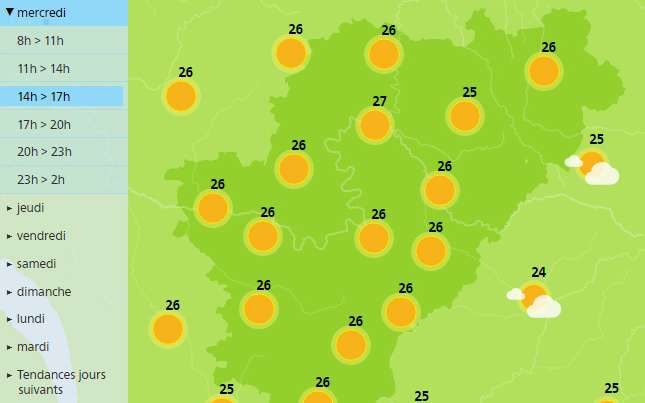 mercredi
8h > 11h
11h > 14h
14h > 17h
17h > 20h
20h > 23h
23h > 2h
jeudi
vendredi
samedi
dimanche
lundi
mardi
Tendances jours
suivants
26
26
26
26
26
27
25
25
26
26
26
26
26
26
24
26
26
26
26
25
26
25
25